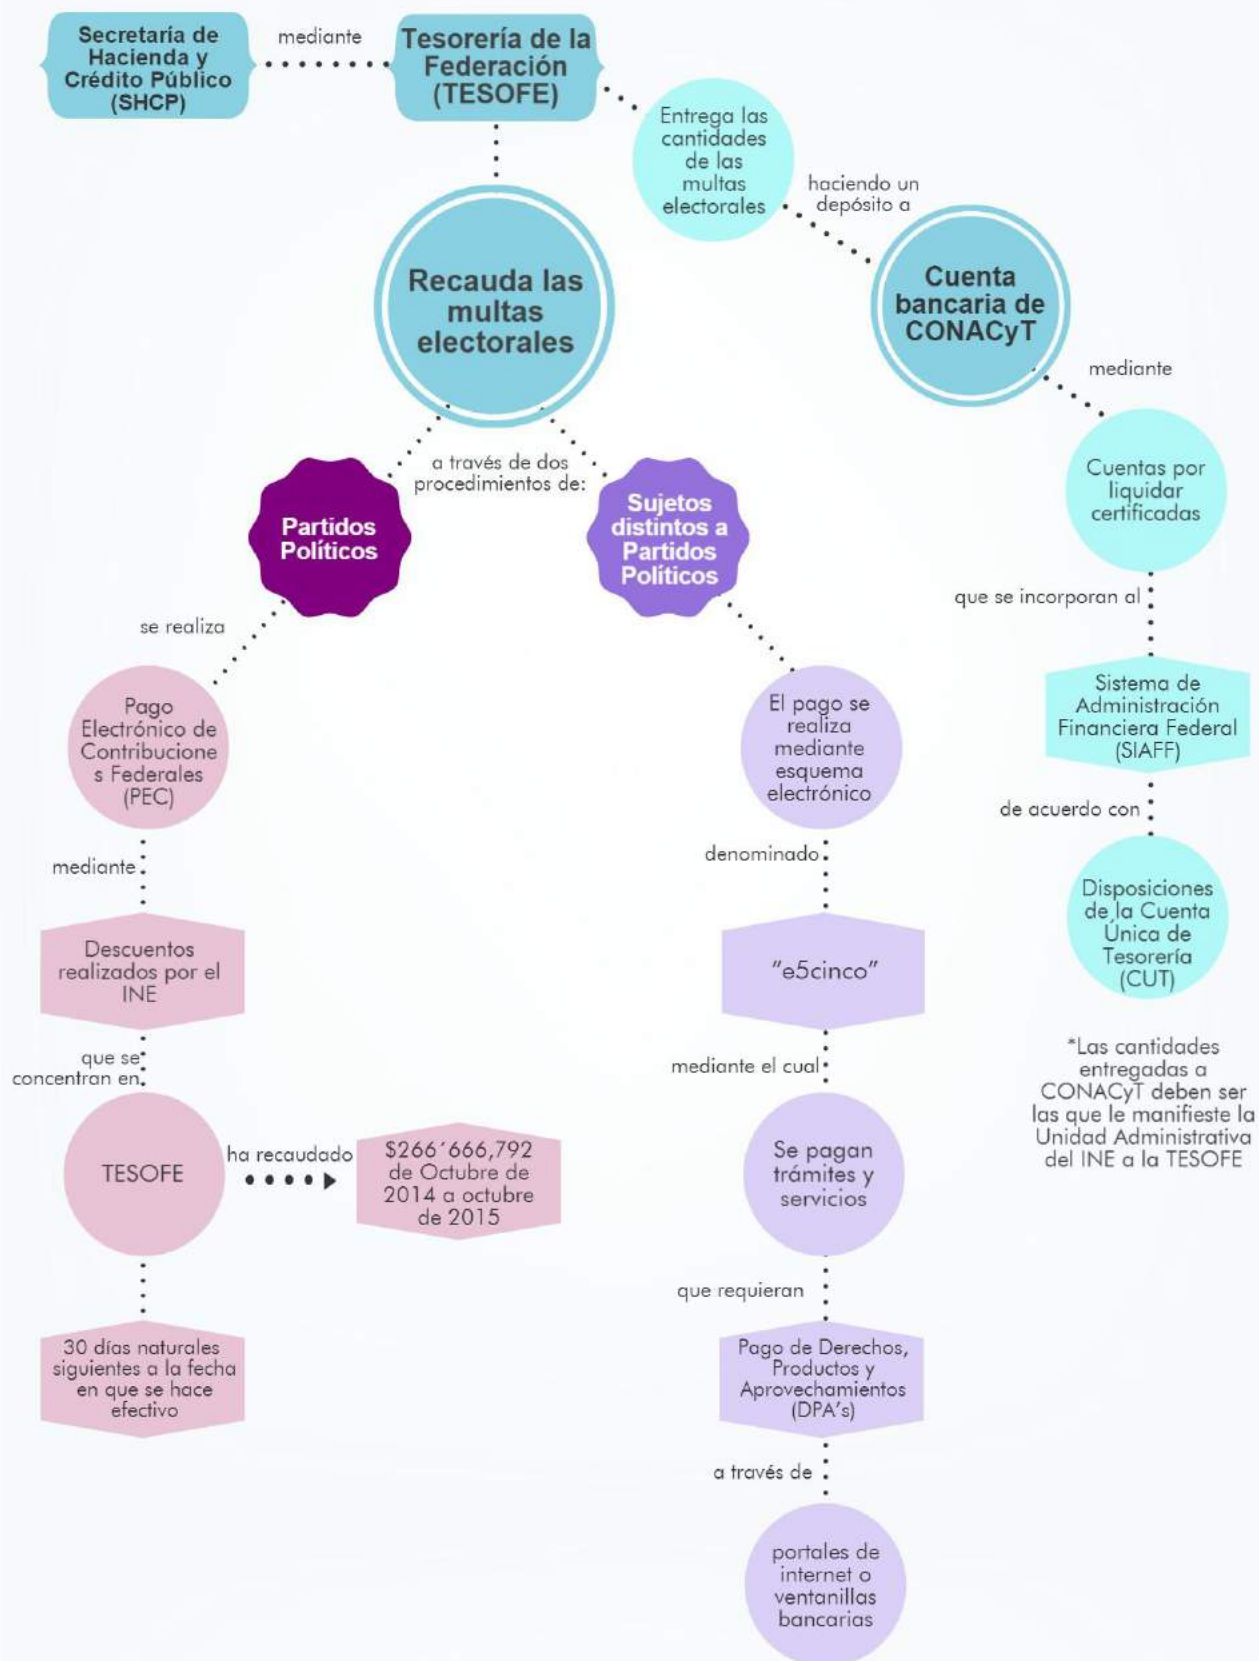 Secretaría de
Hacienda y
Crédito Público
(SHCP)
mediante
Tesorería de la
Federación
(TESOFE)
Entrega las
cantidades
de las
multas
electorales
haciendo un
depósito a
Cuenta
bancaria de
CONACyT
mediante
Cuentas por
liquidar
certificadas
que se incorporan al
Sistema de
Administración
Financiera Federal
(SIAFF)
de acuerdo con
Disposiciones
de la Cuenta
Única de
Tesorería
(CUT)
*Las cantidades
entregadas a
CONACyT deben ser
las que le manifieste la
Unidad Administrativa
del INE a la TESOFE
Recauda las
multas
electorales
a través de dos
procedimientos de:
Partidos
Políticos
se realiza
Pago
Electrónico de
Contribucione
s Federales
(PEC)
mediante
Descuentos
realizados por el
INE
que se
concentran en
TESOFE
ha recaudado
$266´666,792
de Octubre de
2014 a octubre
de 2015
30 días naturales
siguientes a la fecha
en que se hace
efectivo
Sujetos
distintos a
Partidos
Políticos
El pago se
realiza
mediante
esquema
electrónico
denominado
"e5cinco"
mediante el cual
Se pagan
trámites y
servicios
que requieran
Pago de Derechos,
Productos y
Aprovechamientos
(DPA's)
a través de
portales de
internet o
ventanillas
bancarias